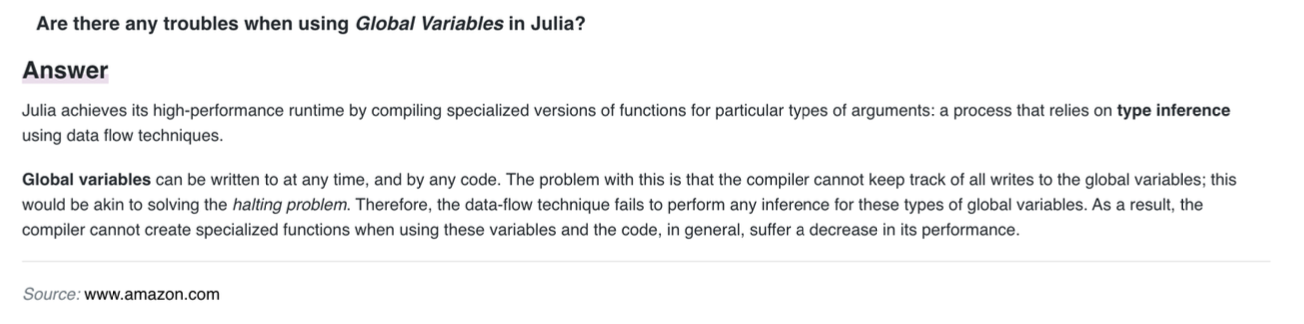 Are there any troubles when using Global Variables in Julia?
Answer
Julia achieves its high-performance runtime by compiling specialized versions of functions for particular types of arguments: a process that relies on type inference
using data flow techniques.
Global variables can be written to at any time, and by any code. The problem with this is that the compiler cannot keep track of all writes to the global variables; this
would be akin to solving the halting problem. Therefore, the data-flow technique fails to perform any inference for these types of global variables. As a result, the
compiler cannot create specialized functions when using these variables and the code, in general, suffer a decrease in its performance.
Source: www.amazon.com